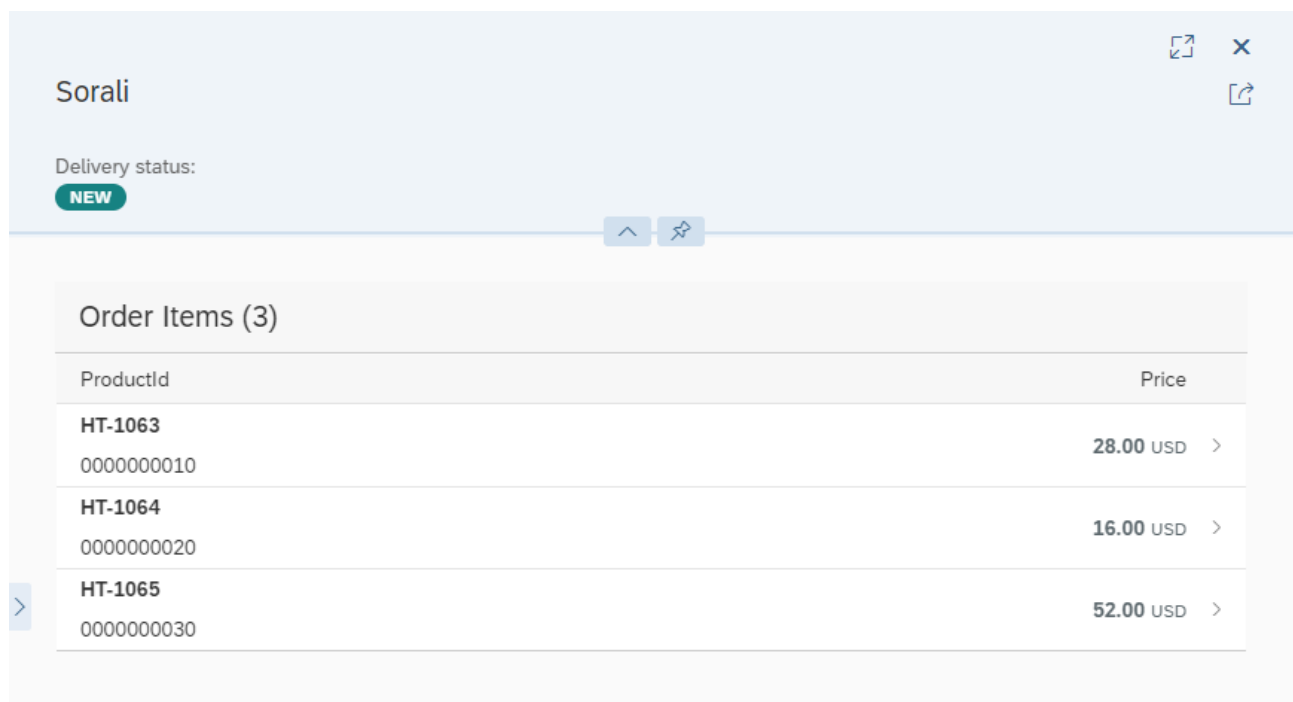 Sorali
Delivery status:
NEW
Order Items (3)
ProductId Price
HT-1063
0000000010
28.00 USD
HT-1064
0000000020
16.00 USD
HT-1065
0000000030
52.00 USD